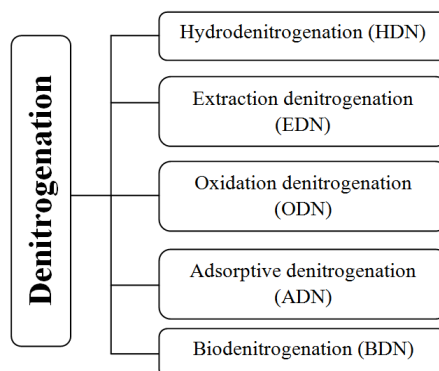 Denitrogenation
Hydrodenitrogenation (HDN)
Extraction denitrogenation
(EDN)
Oxidation denitrogenation
(ODN)
Adsorptive denitrogenation
(ADN)
Biodenitrogenation (BDN)